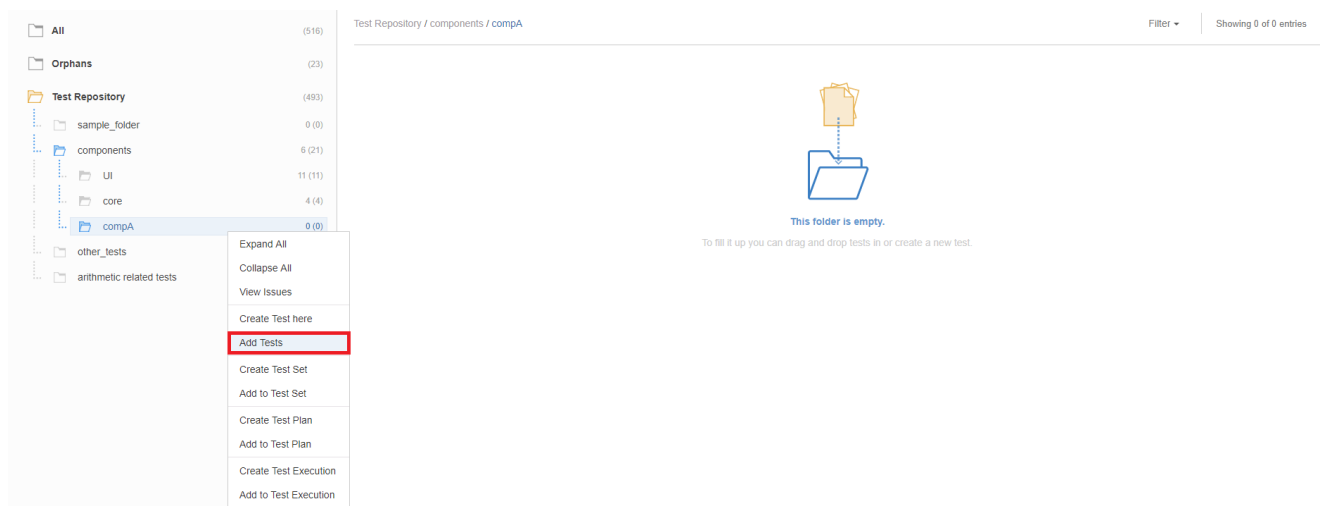 All (516)
Orphans (23)
Test Repository (493)
sample_folder 0 (0)
components 6 (21)
UI 11 (11)
core 4 (4)
compA 0 (0)
other_tests
arithmetic related tests
Expand All
Collapse All
View Issues
Create Test here
Add Tests
Create Test Set
Add to Test Set
Create Test Plan
Add to Test Plan
Create Test Execution
Add to Test Execution
Test Repository / components / compA
Filter
Showing 0 of 0 entries
This folder is empty.
To fill it up you can drag and drop tests in or create a new test.